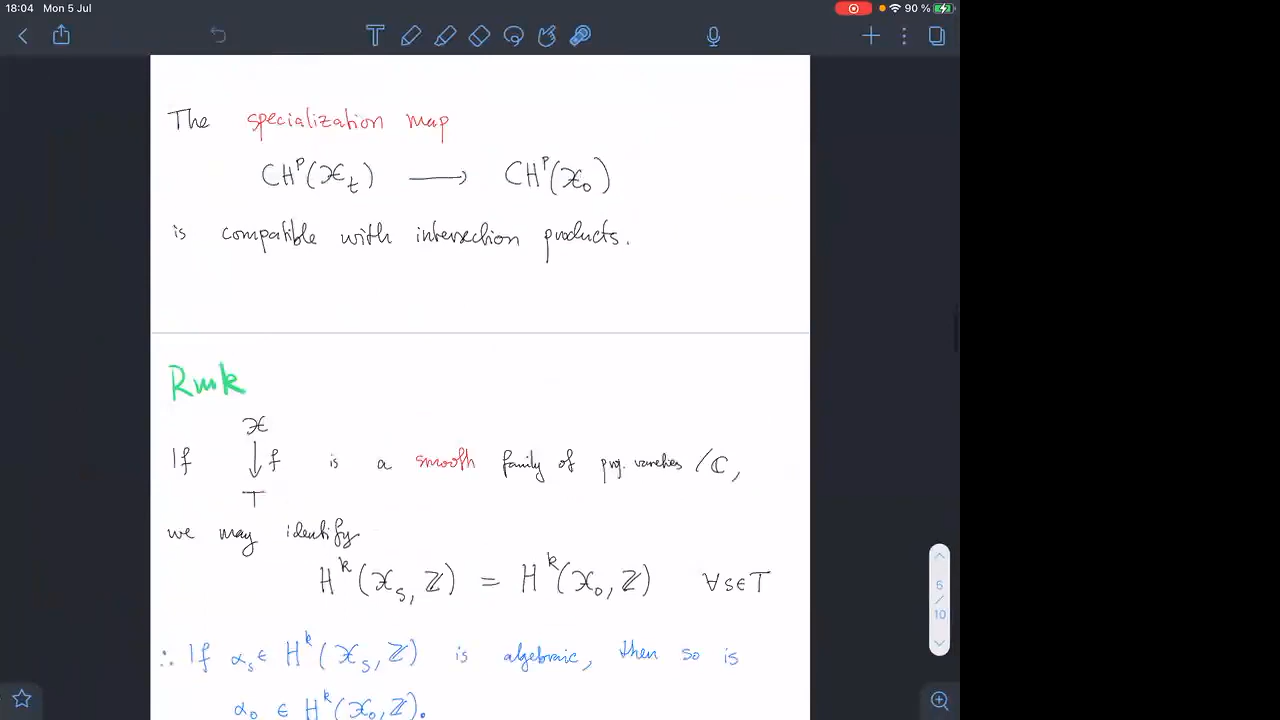 18:04 Mon 5 Jul
90 %
The specialization map
CH^p(𝒳_t) ⟶ CH^p(𝒳_0)
is compatible with intersection products.
Rmk
𝒳
If ↓ f is a smooth family of proj. varieties /ℂ,
T
we may identify
H^k(𝒳_s, ℤ) = H^k(𝒳_0, ℤ) ∀s∈T
6
/
10
∴ If α_s ∈ H^k(𝒳_s, ℤ) is algebraic, then so is
α_0 ∈ H^k(𝒳_0, ℤ).